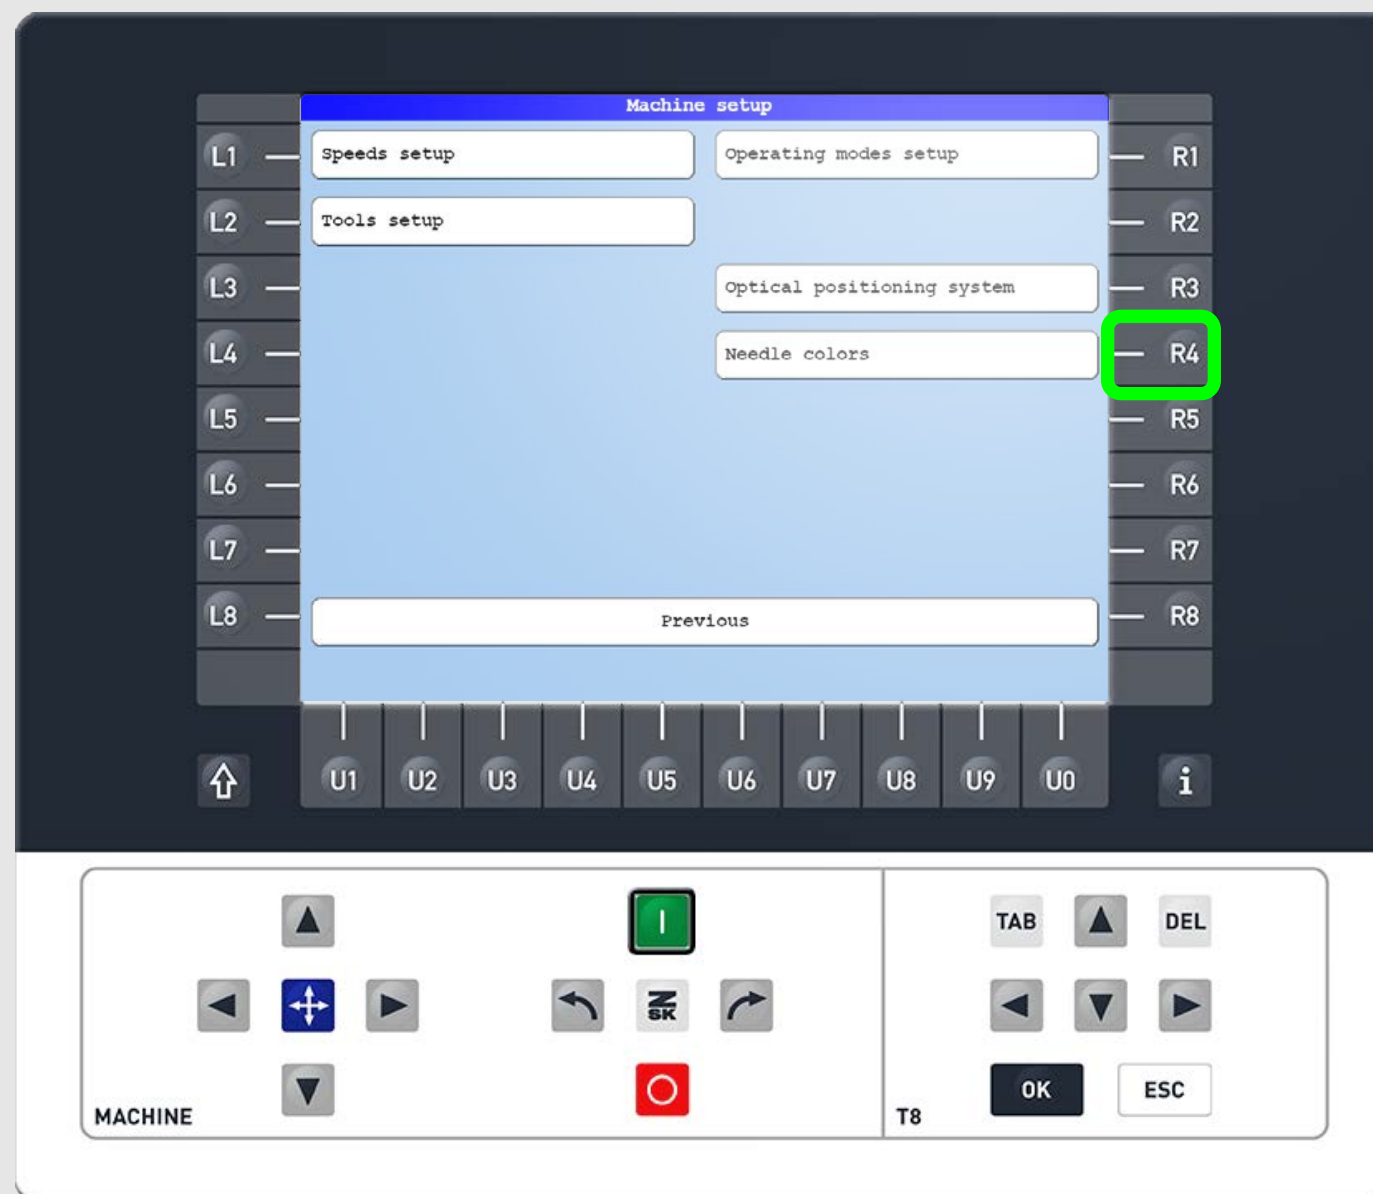 Machine setup
L1 Speeds setup Operating modes setup R1
L2 Tools setup R2
L3 Optical positioning system R3
L4 Needle colors R4
L5 R5
L6 R6
L7 R7
L8 Previous R8
U1 U2 U3 U4 U5 U6 U7 U8 U9 U0 i
I TAB DEL
ZSK
OK ESC
MACHINE T8